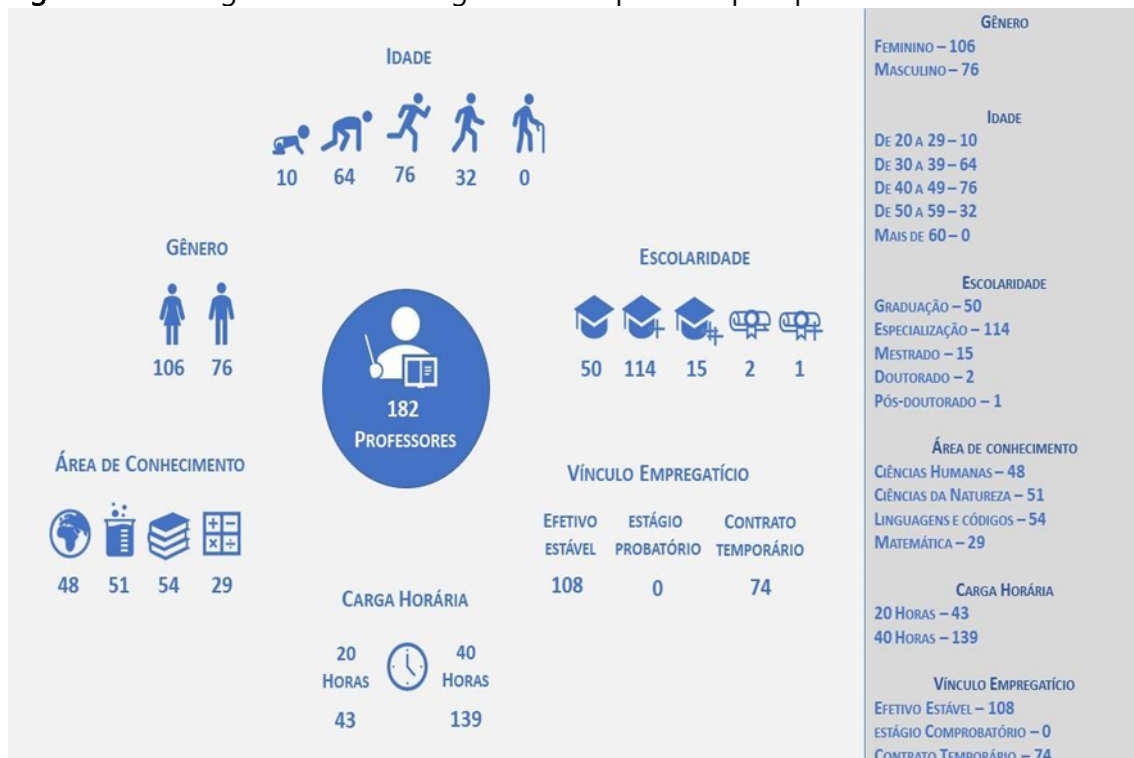 IDADE
10 64 76 32 0
GÊNERO
106 76
ESCOLARIDADE
50 114 15 2 1
182
PROFESSORES
ÁREA DE CONHECIMENTO
48 51 54 29
VÍNCULO EMPREGATÍCIO
EFETIVO ESTÁGIO CONTRATO
ESTÁVEL PROBATÓRIO TEMPORÁRIO
108 0 74
CARGA HORÁRIA
20 40
HORAS HORAS
43 139
GÊNERO
FEMININO – 106
MASCULINO – 76
IDADE
DE 20 A 29 – 10
DE 30 A 39 – 64
DE 40 A 49 – 76
DE 50 A 59 – 32
MAIS DE 60 – 0
ESCOLARIDADE
GRADUAÇÃO – 50
ESPECIALIZAÇÃO – 114
MESTRADO – 15
DOUTORADO – 2
PÓS-DOUTORADO – 1
ÁREA DE CONHECIMENTO
CIÊNCIAS HUMANAS – 48
CIÊNCIAS DA NATUREZA – 51
LINGUAGENS E CÓDIGOS – 54
MATEMÁTICA – 29
CARGA HORÁRIA
20 HORAS – 43
40 HORAS – 139
VÍNCULO EMPREGATÍCIO
EFETIVO ESTÁVEL – 108
ESTÁGIO COMPROBATÓRIO – 0
CONTRATO TEMPORÁRIO – 74